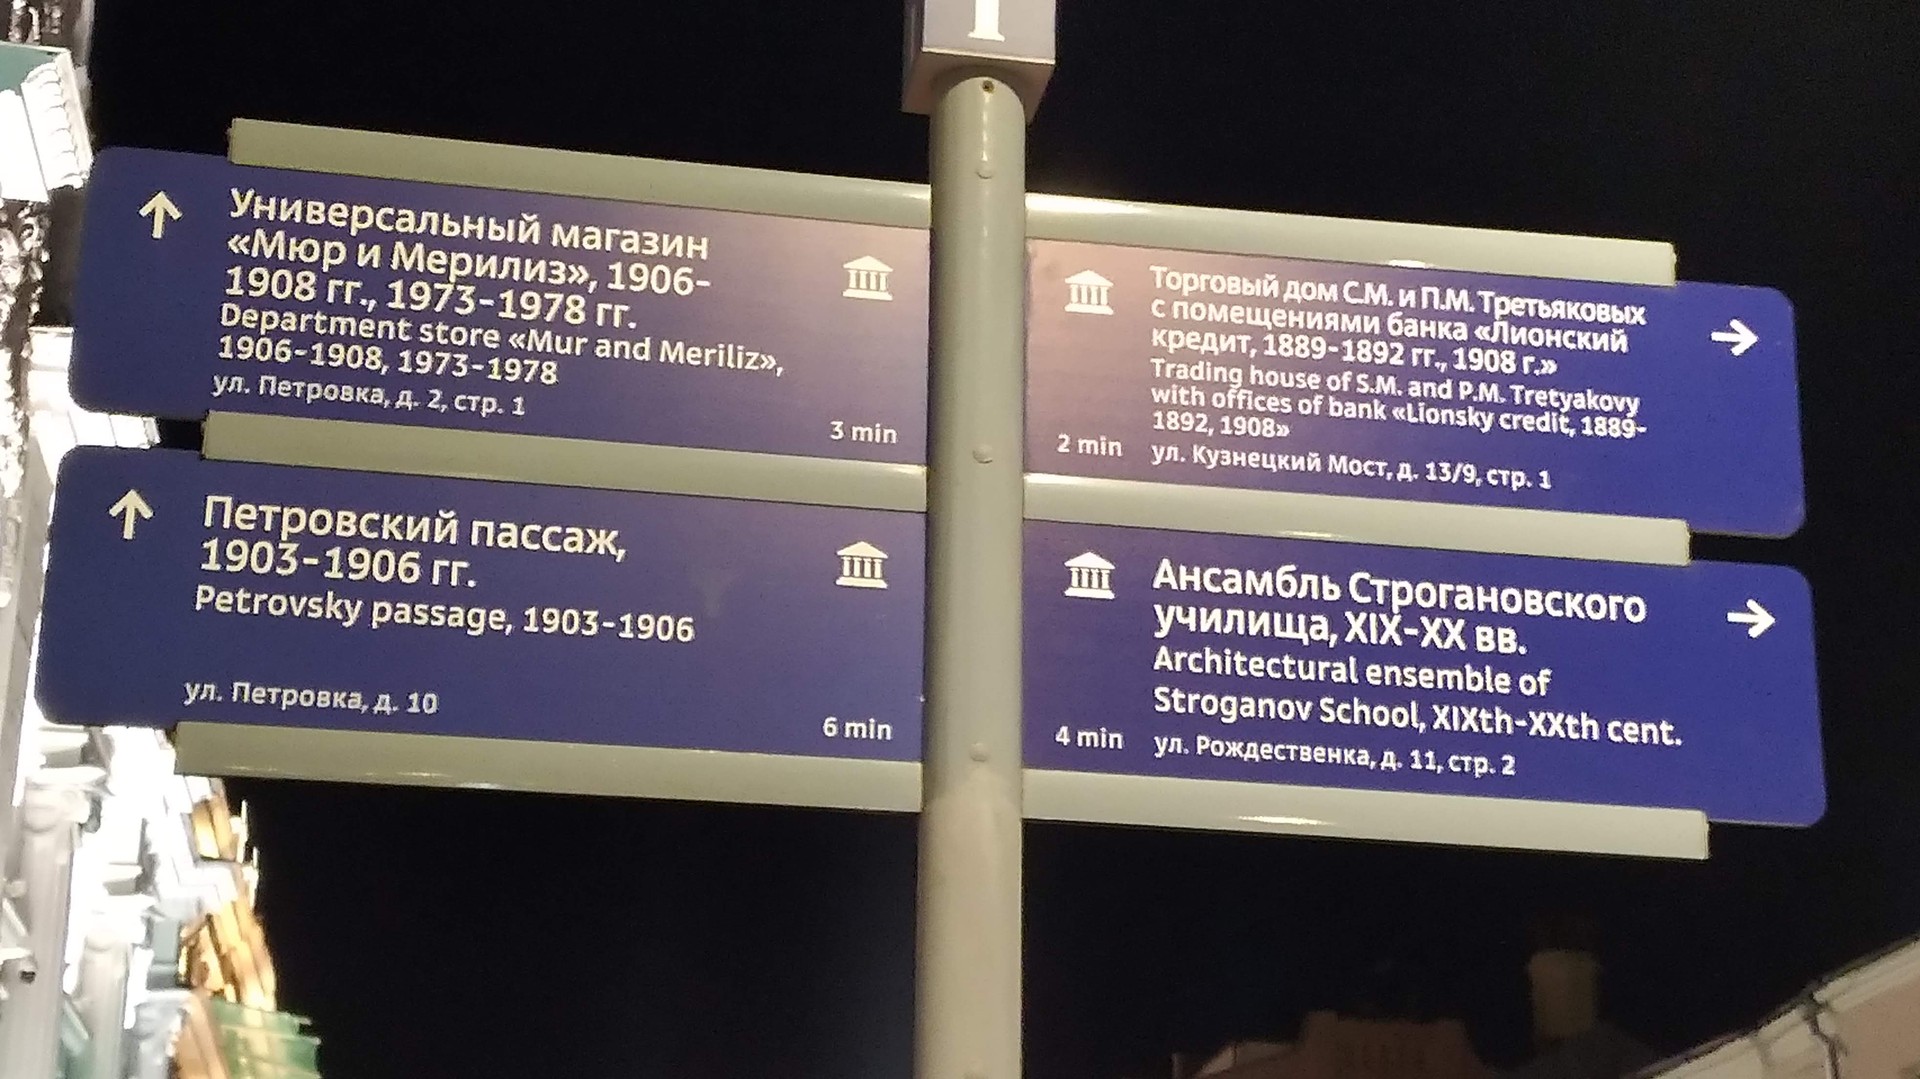 Универсальный магазин
«Мюр и Мерилиз», 1906-
1908 гг., 1973-1978 гг.
Department store «Mur and Meriliz»,
1906-1908, 1973-1978
ул. Петровка, д. 2, стр. 1
3 min
Петровский пассаж,
1903-1906 гг.
Petrovsky passage, 1903-1906
ул. Петровка, д. 10
6 min
Торговый дом С.М. и П.М. Третьяковых
с помещениями банка «Лионский
кредит, 1889-1892 гг., 1908 г.»
Trading house of S.M. and P.M. Tretyakovy
with offices of bank «Lionsky credit, 1889-
1892, 1908»
2 min
ул. Кузнецкий Мост, д. 13/9, стр. 1
Ансамбль Строгановского
училища, XIX-XX вв.
Architectural ensemble of
Stroganov School, XIXth-XXth cent.
4 min
ул. Рождественка, д. 11, стр. 2